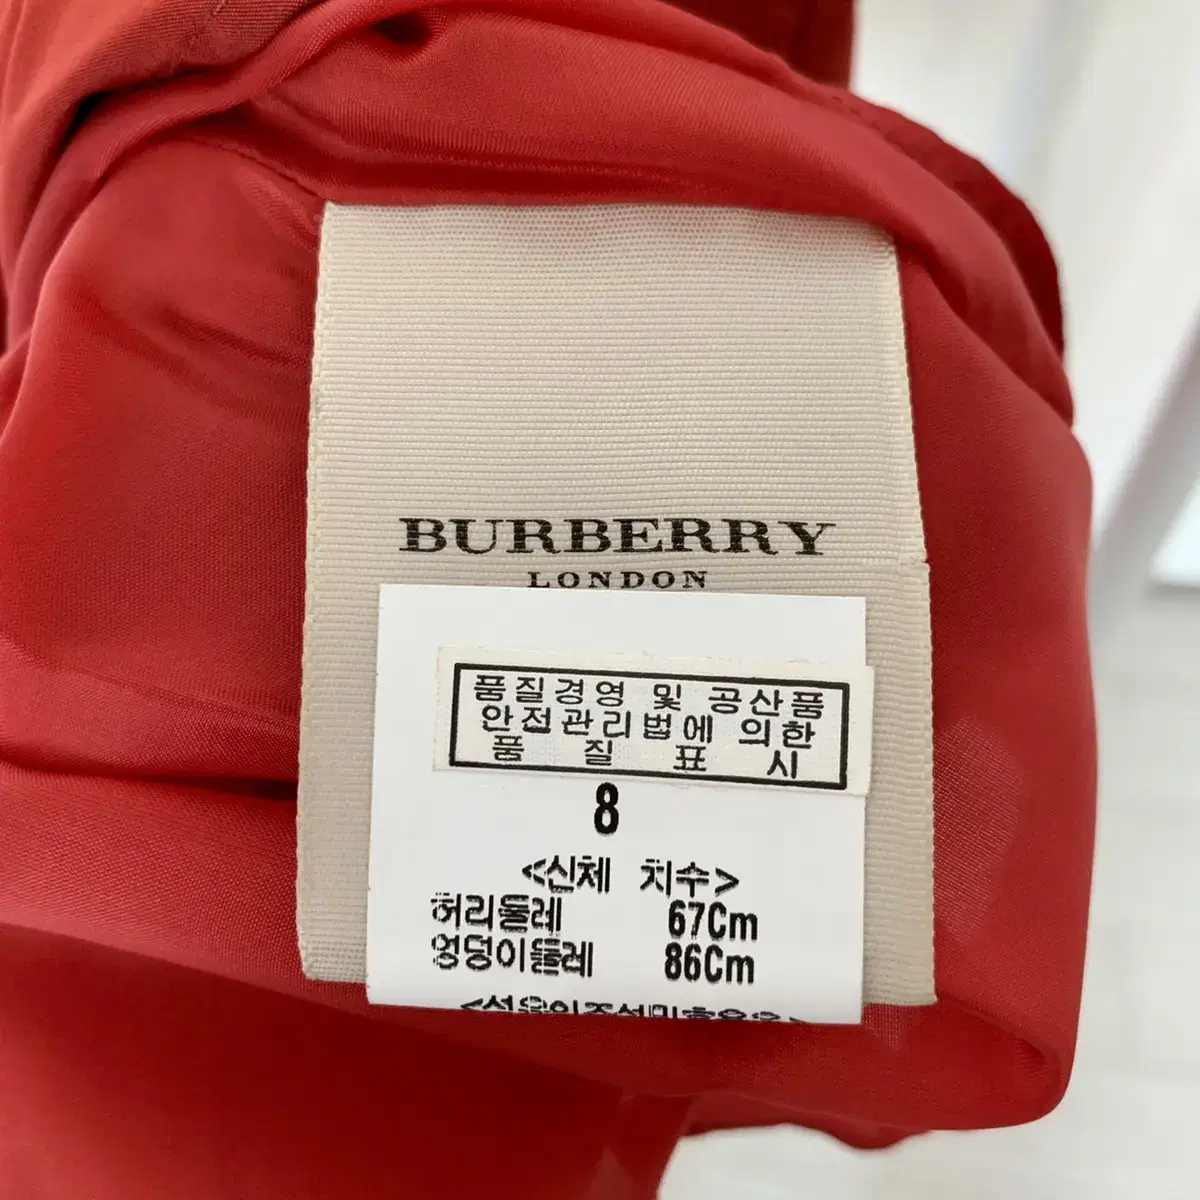 BURBERRY
LONDON
품질경영 및 공산품
안전관리법에 의한
품 질 표 시
8
<신체 치수>
허리둘레 67Cm
엉덩이둘레 86Cm